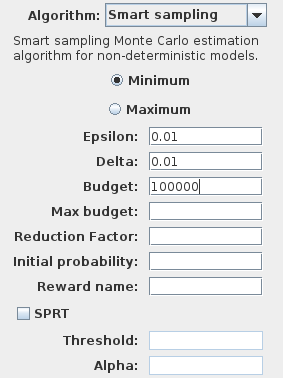 Algorithm: Smart sampling
Smart sampling Monte Carlo estimation
algorithm for non-deterministic models.
Minimum
Maximum
Epsilon: 0.01
Delta: 0.01
Budget: 100000
Max budget:
Reduction Factor:
Initial probability:
Reward name:
SPRT
Threshold:
Alpha: